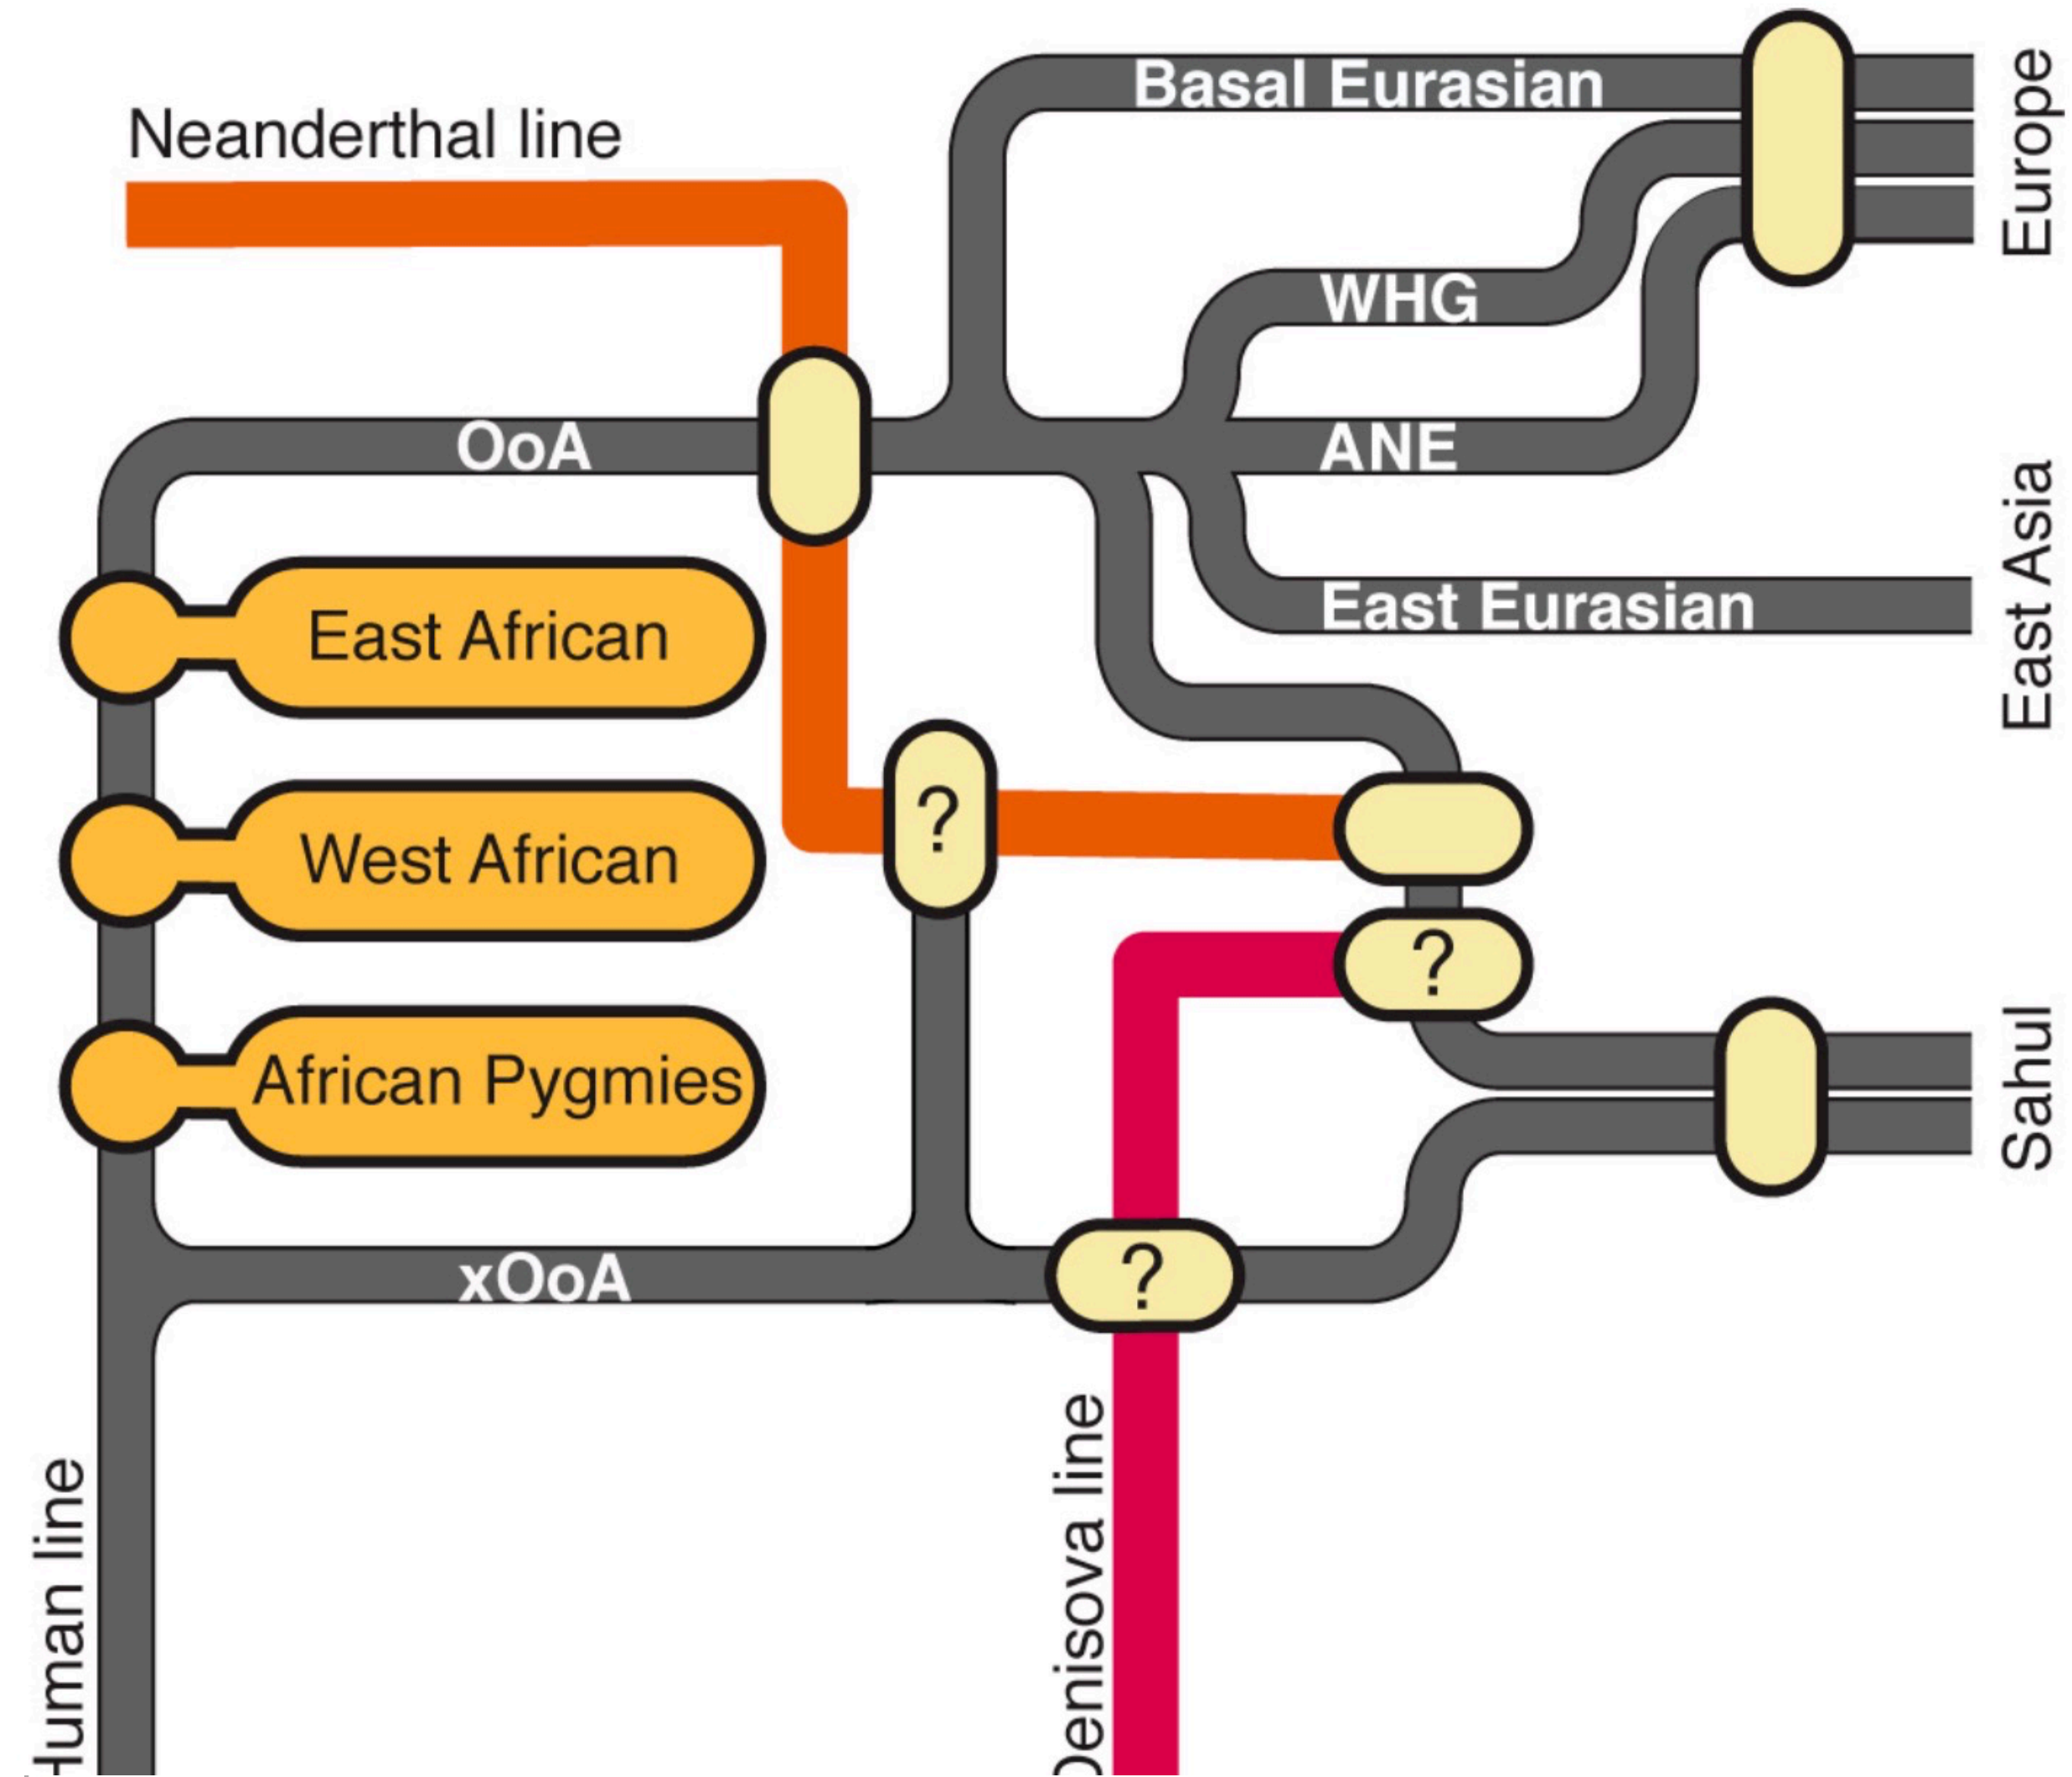 Basal Eurasian
Europe
Neanderthal line
WHG
OoA
ANE
East Asia
East Eurasian
East African
?
West African
?
Sahul
African Pygmies
xOoA
?
Human line
Denisova line